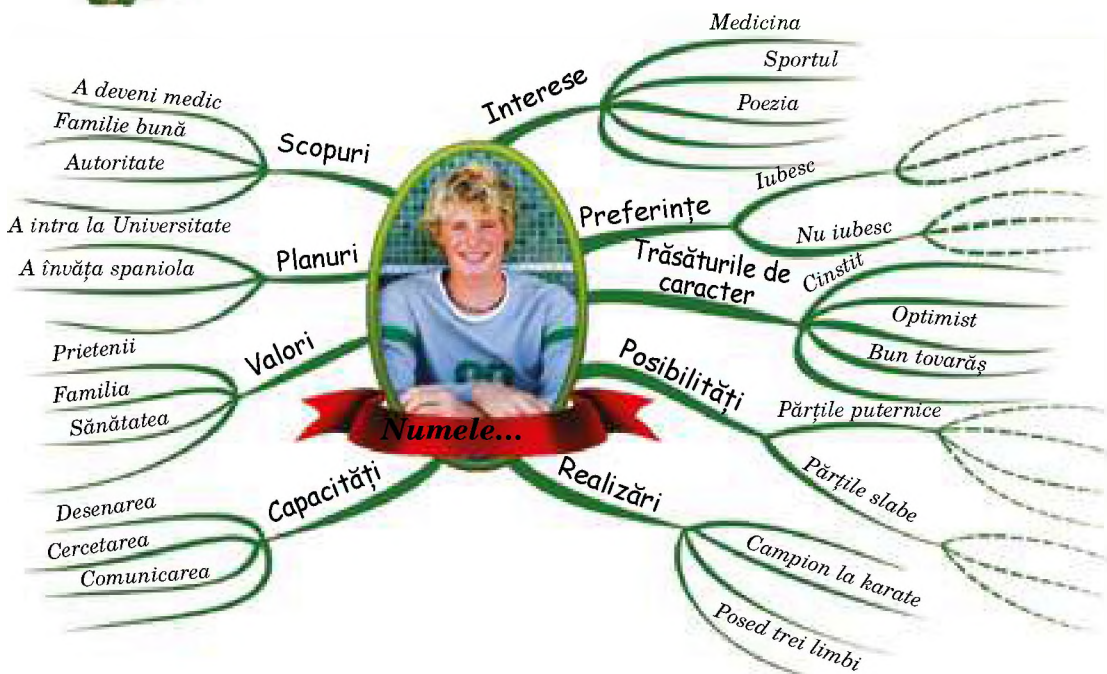 Interese
Medicina
Sportul
Poezia
Preferințe
Iubesc
Nu iubesc
Trăsăturile de
caracter
Cinstit
Optimist
Bun tovarăș
Posibilități
Părțile puternice
Părțile slabe
Realizări
Campion la karate
Posed trei limbi
Scopuri
A deveni medic
Familie bună
Autoritate
Planuri
A intra la Universitate
A învăța spaniola
Valori
Prietenii
Familia
Sănătatea
Capacități
Desenarea
Cercetarea
Comunicarea
Numele...